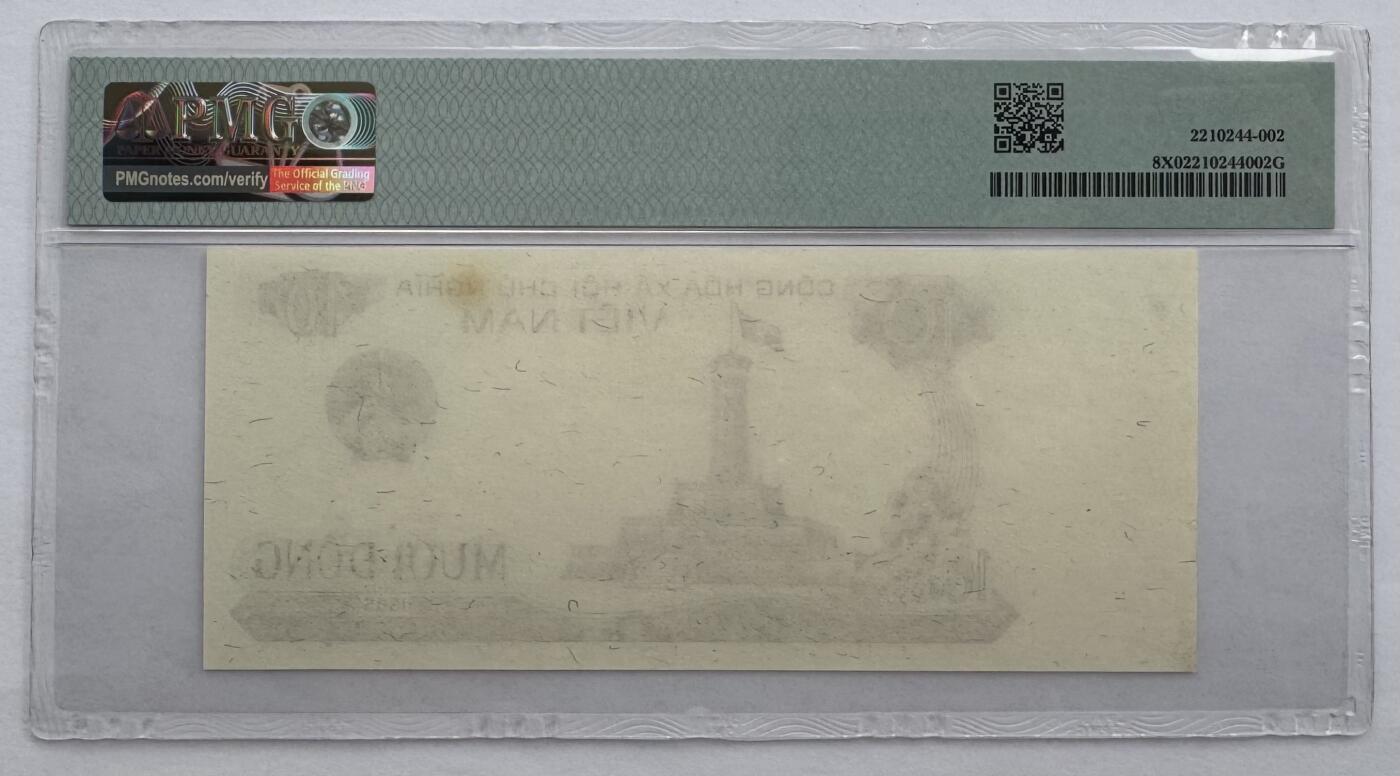 PMG
PAPER MONEY GUARANTY
PMGnotes.com/verify
The Official Grading
Service of the PNG
2210244-002
8X02210244002G
CỘNG HÒA XÃ HỘI CHỦ NGHĨA
VIỆT NAM
MƯỜI ĐỒNG
1985